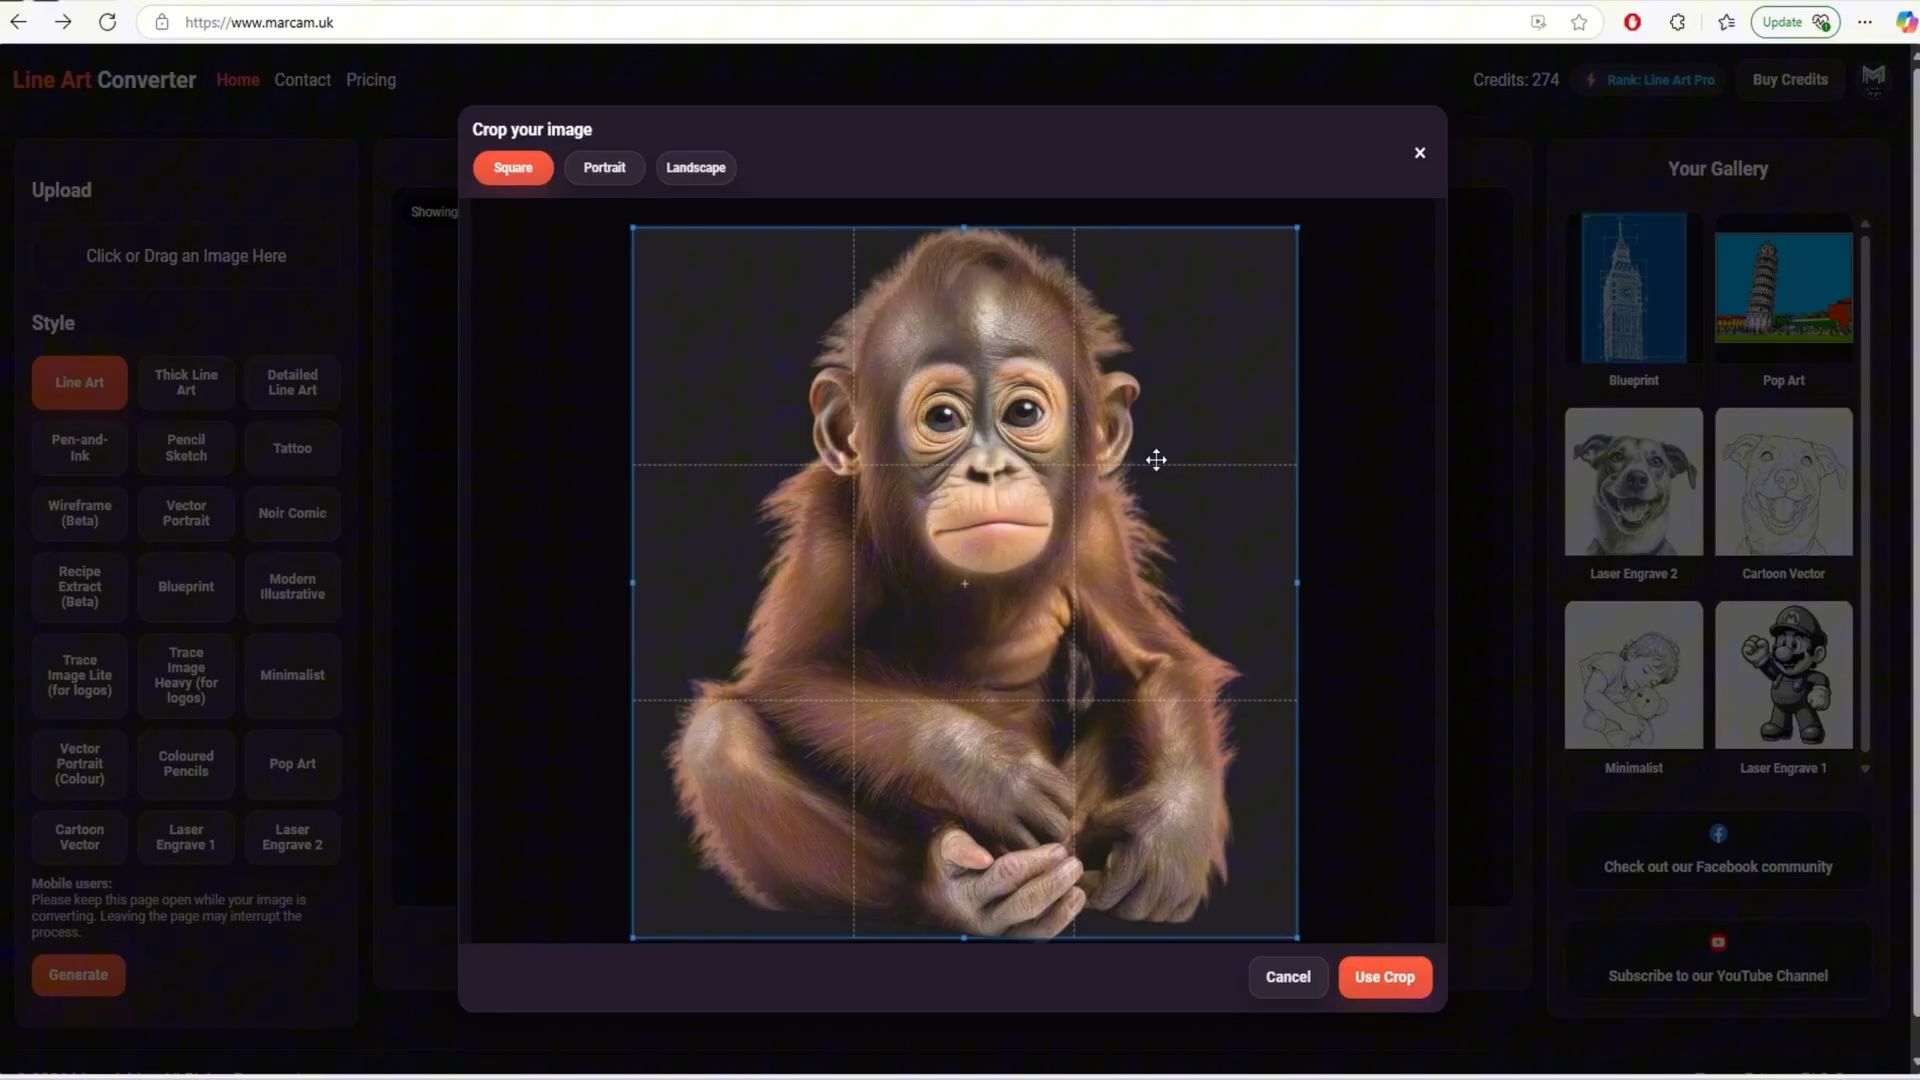 https://www.marcam.uk
Update
Line Art Converter
Home
Contact
Pricing
Credits: 274
Rank: Line Art Pro
Buy Credits
Crop your image
Square
Portrait
Landscape
Upload
Click or Drag an Image Here
Showing
Style
Line Art
Thick Line
Art
Detailed
Line Art
Pen-and-
Ink
Pencil
Sketch
Tattoo
Wireframe
(Beta)
Vector
Portrait
Noir Comic
Recipe
Extract
(Beta)
Blueprint
Modern
Illustrative
Trace
Image Lite
(for logos)
Trace
Image
Heavy (for
logos)
Minimalist
Vector
Portrait
(Colour)
Coloured
Pencils
Pop Art
Cartoon
Vector
Laser
Engrave 1
Laser
Engrave 2
Mobile users:
Please keep this page open while your image is
converting. Leaving the page may interrupt the
process.
Generate
Cancel
Use Crop
Your Gallery
Blueprint
Pop Art
Laser Engrave 2
Cartoon Vector
Minimalist
Laser Engrave 1
Check out our Facebook community
Subscribe to our YouTube Channel